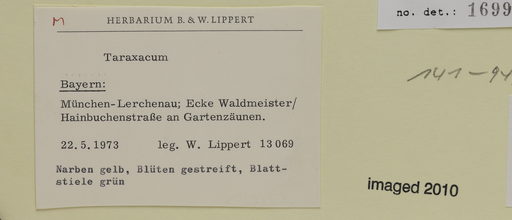 M HERBARIUM B. & W. LIPPERT
Taraxacum
Bayern:
München-Lerchenau; Ecke Waldmeister/
Hainbuchenstraße an Gartenzäunen.
22.5.1973 leg. W. Lippert 13069
Narben gelb, Blüten gestreift, Blatt-
stiele grün
no. det.: 1699
141-94
imaged 2010